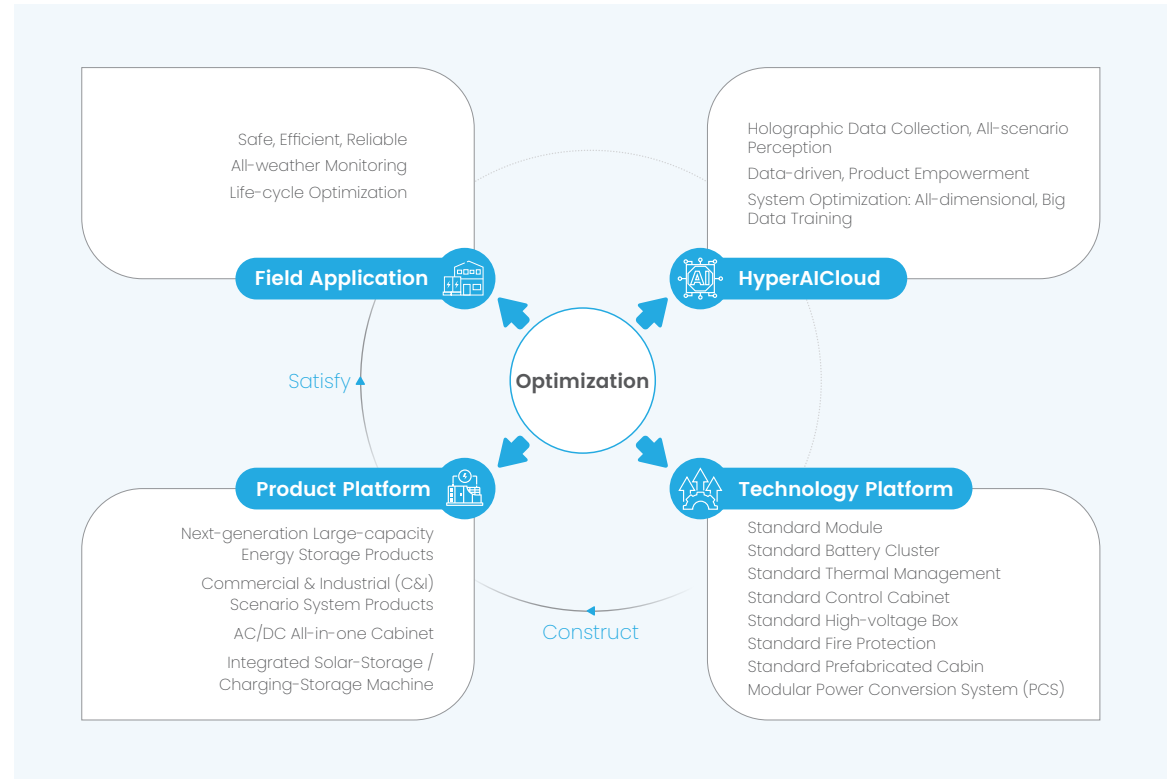 Safe, Efficient, Reliable
All-weather Monitoring
Life-cycle Optimization
Field Application
Holographic Data Collection, All-scenario
Perception
Data-driven, Product Empowerment
System Optimization: All-dimensional, Big
Data Training
AI
HyperAICloud
Satisfy
Optimization
Product Platform
Next-generation Large-capacity
Energy Storage Products
Commercial & Industrial (C&I)
Scenario System Products
AC/DC All-in-one Cabinet
Integrated Solar-Storage /
Charging-Storage Machine
Construct
Technology Platform
Standard Module
Standard Battery Cluster
Standard Thermal Management
Standard Control Cabinet
Standard High-voltage Box
Standard Fire Protection
Standard Prefabricated Cabin
Modular Power Conversion System (PCS)